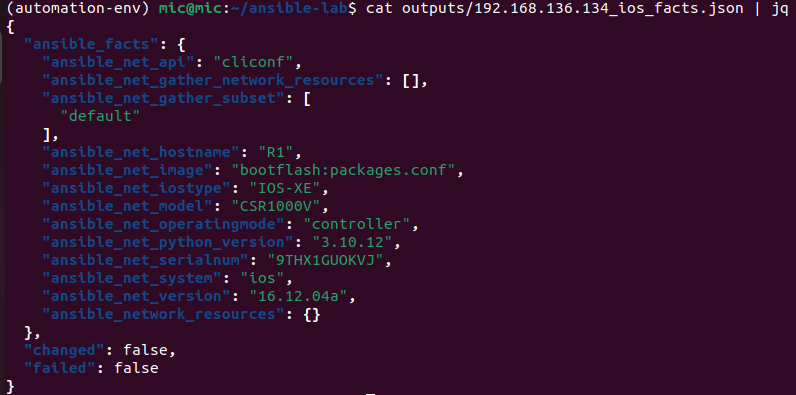 (automation-env) mic@mic:~/ansible-lab$ cat outputs/192.168.136.134_ios_facts.json | jq
{
  "ansible_facts": {
    "ansible_net_api": "cliconf",
    "ansible_net_gather_network_resources": [],
    "ansible_net_gather_subset": [
      "default"
    ],
    "ansible_net_hostname": "R1",
    "ansible_net_image": "bootflash:packages.conf",
    "ansible_net_iostype": "IOS-XE",
    "ansible_net_model": "CSR1000V",
    "ansible_net_operatingmode": "controller",
    "ansible_net_python_version": "3.10.12",
    "ansible_net_serialnum": "9THX1GUOKVJ",
    "ansible_net_system": "ios",
    "ansible_net_version": "16.12.04a",
    "ansible_network_resources": {}
  },
  "changed": false,
  "failed": false
}